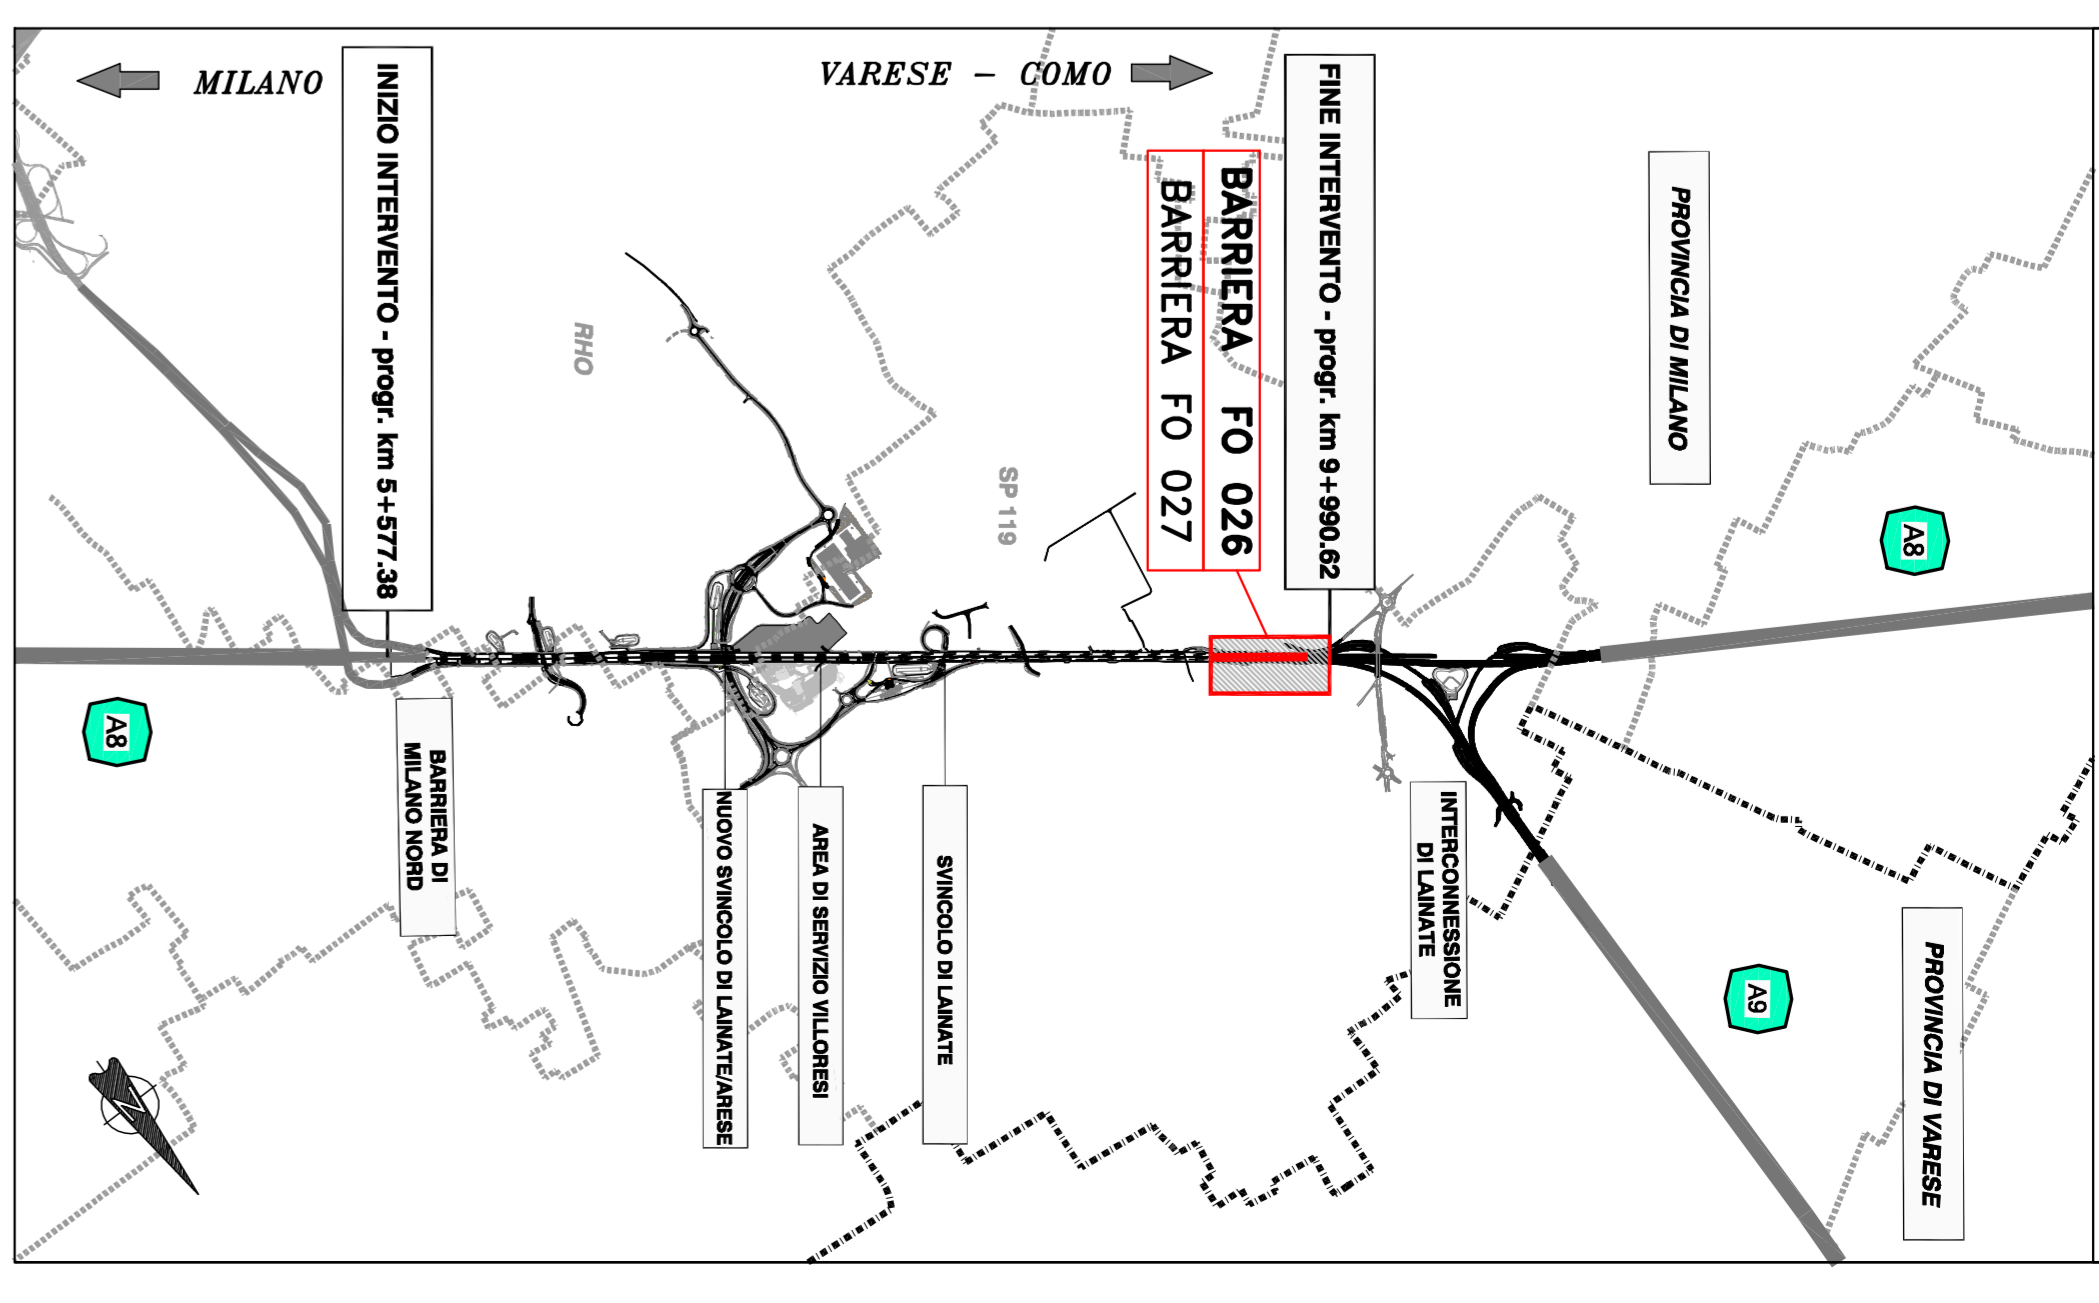 MILANO
VARESE - COMO
INIZIO INTERVENTO - progr. km 5+577.38
FINE INTERVENTO - progr. km 9+990.62
BARRIERA FO 026
BARRIERA FO 027
PROVINCIA DI MILANO
RHO
SP 119
A8
A8
BARRIERA DI
MILANO NORD
NUOVO SVINCOLO DI LAINATE/ARESE
AREA DI SERVIZIO VILLORESI
SVINCOLO DI LAINATE
INTERCONNESSIONE
DI LAINATE
A9
PROVINCIA DI VARESE
N